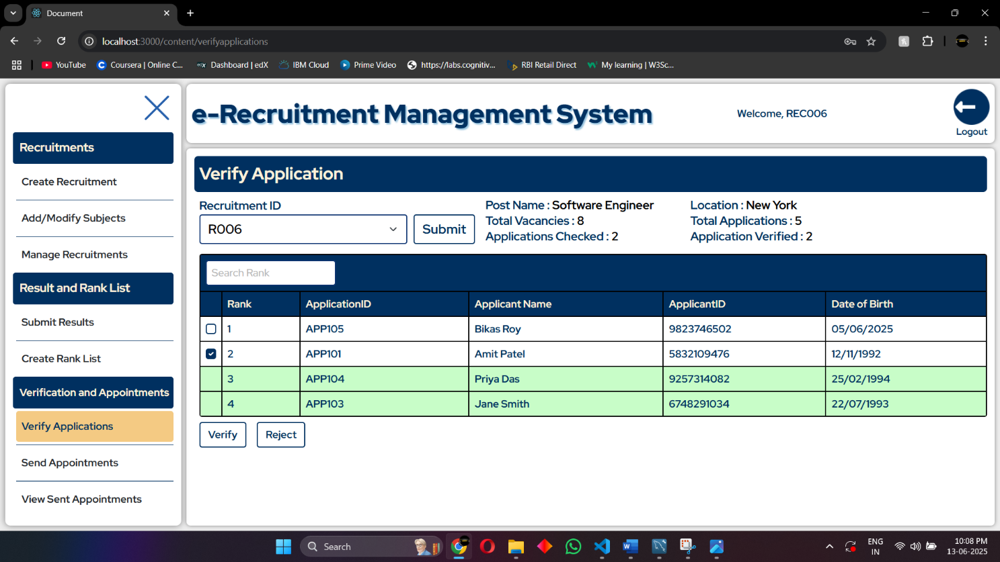 Document
localhost:3000/content/verifyapplications
YouTube
Coursera | Online C...
Dashboard | edX
IBM Cloud
Prime Video
https://labs.cognitiv...
RBI Retail Direct
My learning | W3Sc...
e-Recruitment Management System
Welcome, REC006
Logout
Recruitments
Create Recruitment
Add/Modify Subjects
Manage Recruitments
Result and Rank List
Submit Results
Create Rank List
Verification and Appointments
Verify Applications
Send Appointments
View Sent Appointments
Verify Application
Recruitment ID
R006
Submit
Post Name : Software Engineer
Total Vacancies : 8
Applications Checked : 2
Location : New York
Total Applications : 5
Application Verified : 2
Search Rank
Rank ApplicationID Applicant Name ApplicantID Date of Birth
1 APP105 Bikas Roy 9823746502 05/06/2025
2 APP101 Amit Patel 5832109476 12/11/1992
3 APP104 Priya Das 9257314082 25/02/1994
4 APP103 Jane Smith 6748291034 22/07/1993
Verify
Reject
Search
ENG
IN
10:08 PM
13-06-2025